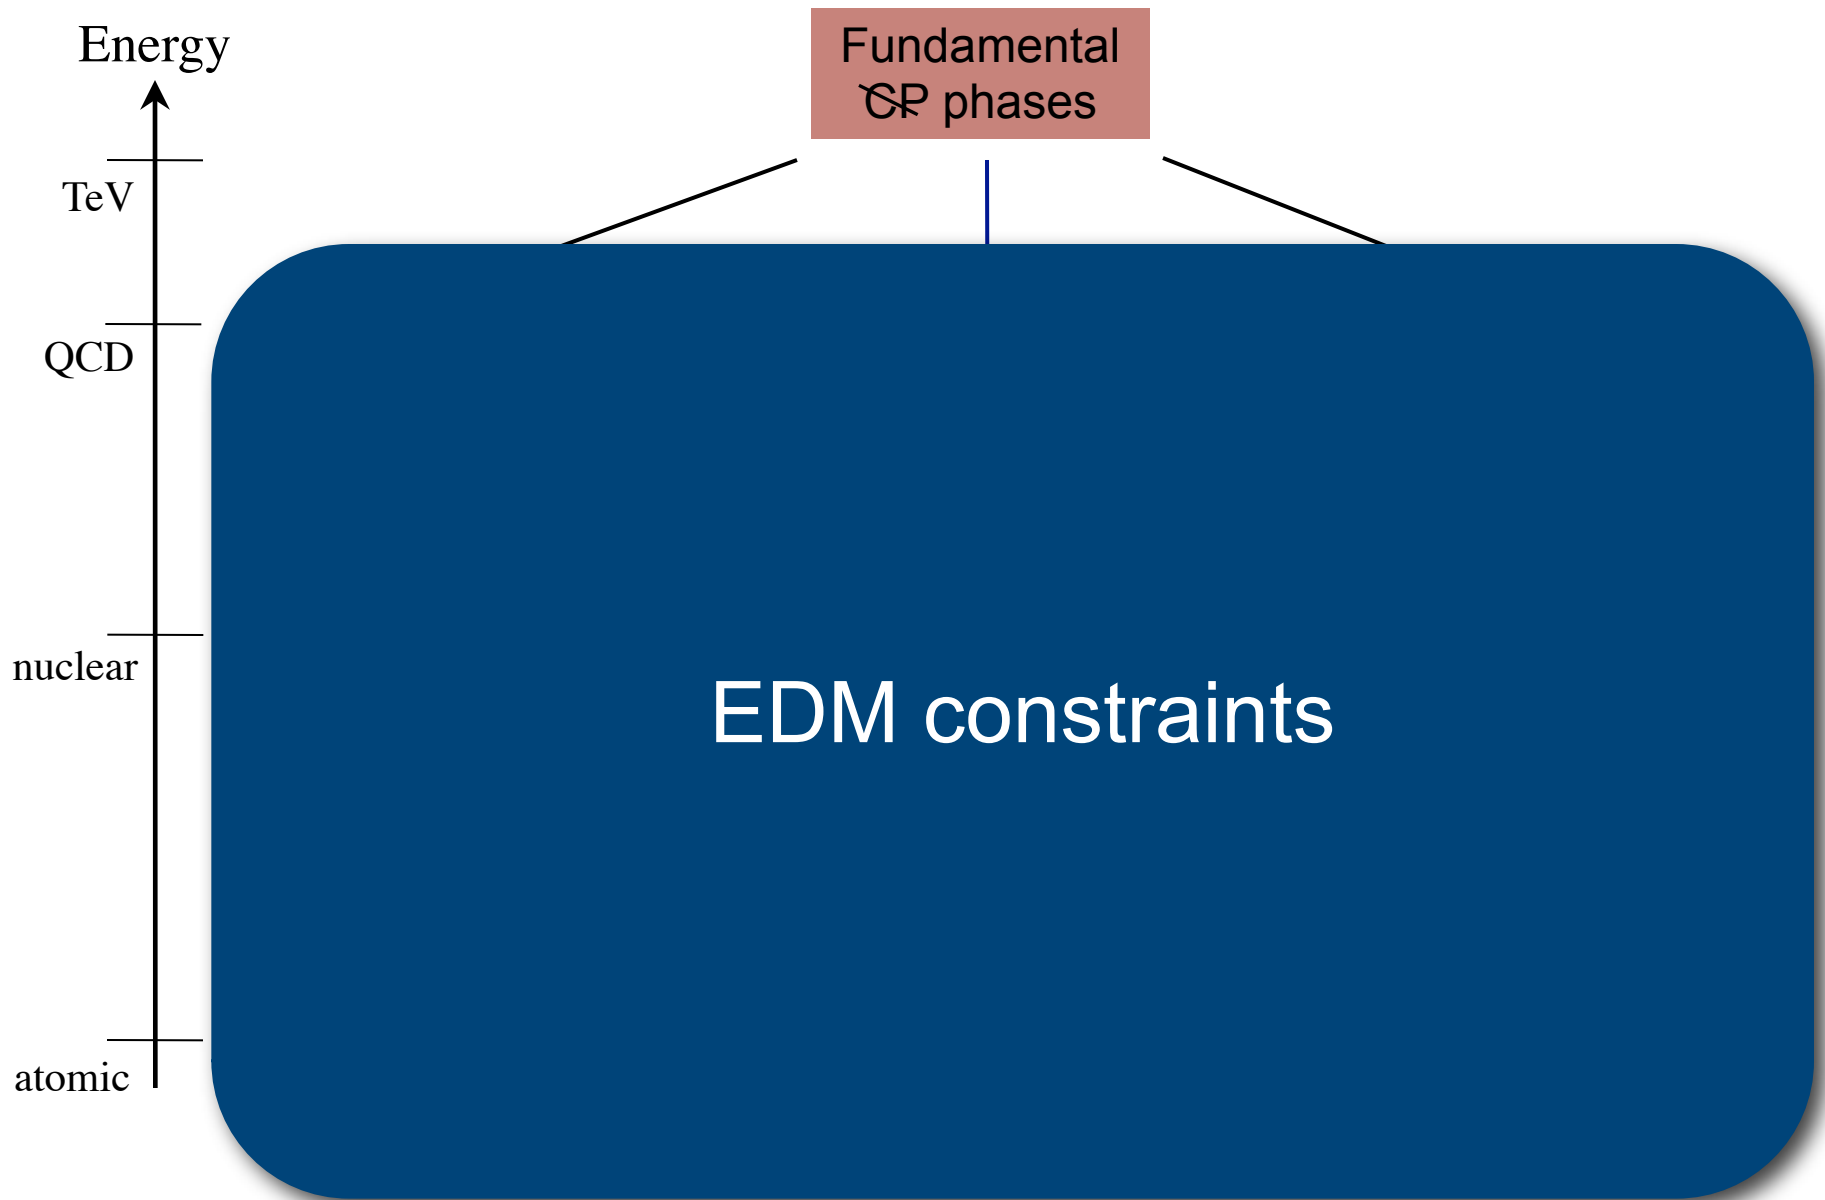 Energy
Fundamental
CP phases
TeV
QCD
nuclear
EDM constraints
atomic